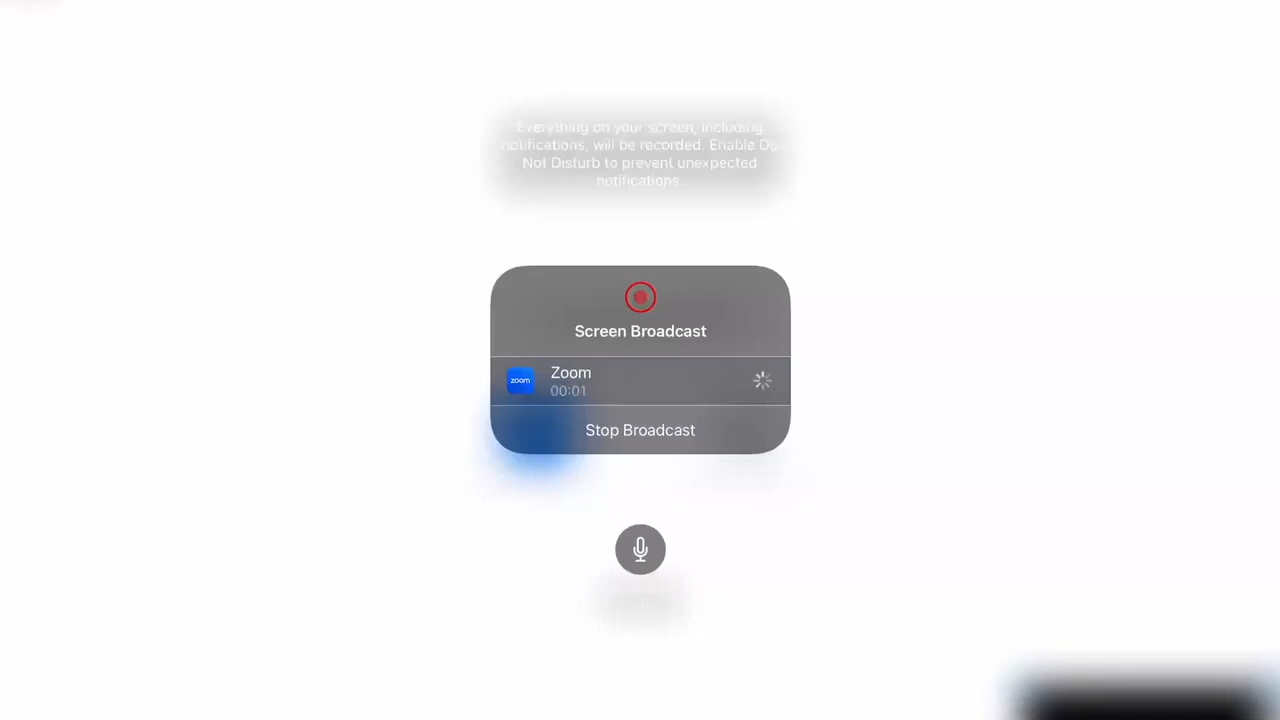 Everything on your screen, including
notifications, will be recorded. Enable Do
Not Disturb to prevent unexpected
notifications.
Screen Broadcast
zoom
Zoom
00:01
Stop Broadcast